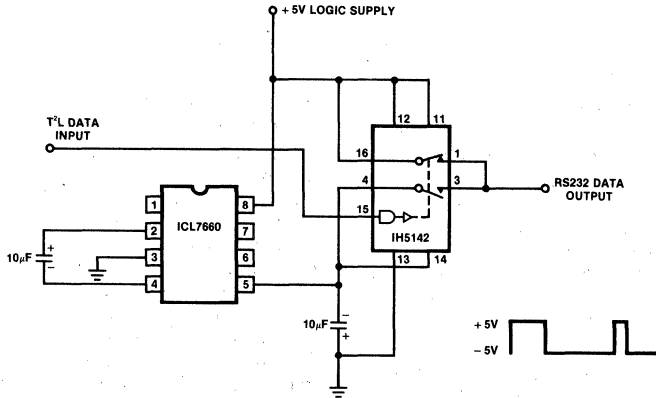 + 5V LOGIC SUPPLY
T²L DATA
INPUT
12 11
16 1
4 3
15
IH5142
13 14
RS232 DATA
OUTPUT
1 8
ICL7660
2 7
3 6
4 5
+
10µF
−
−
10µF
+
+ 5V
− 5V